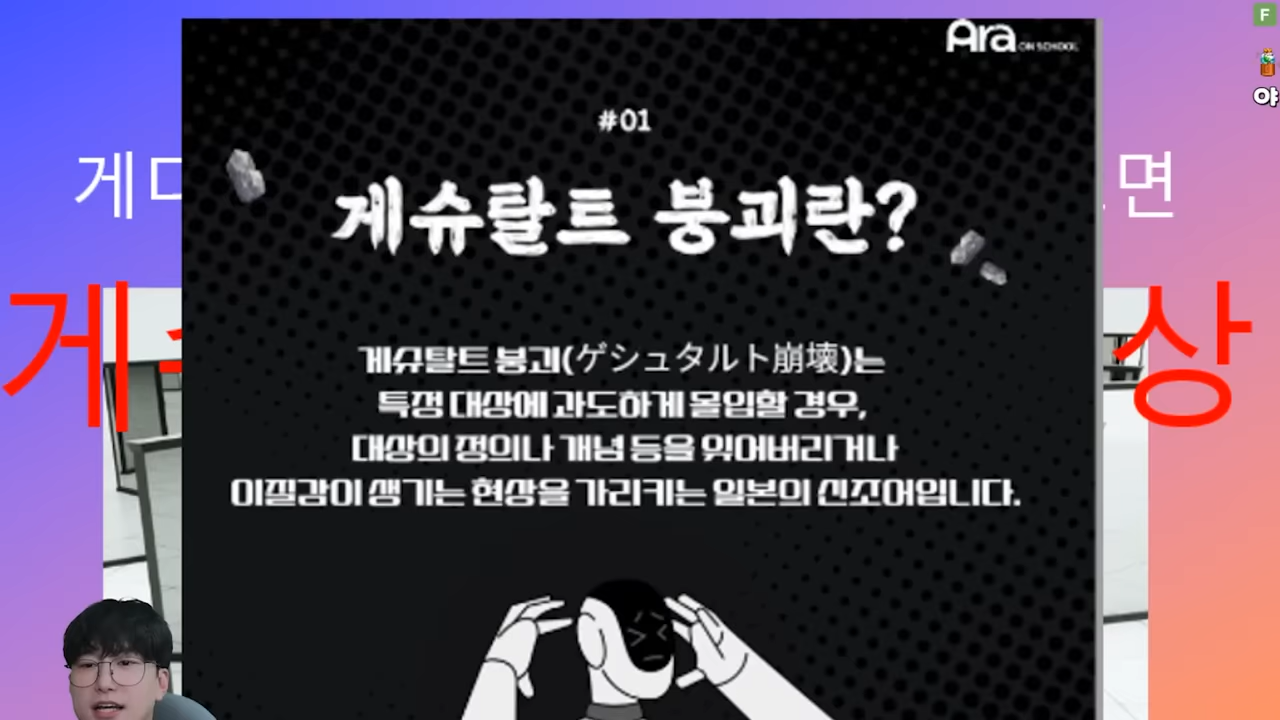 Ara ON SCHOOL
F
#01
야
게
면
게슈탈트 붕괴란?
게
상
게슈탈트 붕괴(ゲシュタルト崩壊)는
특정 대상에 과도하게 몰입할 경우,
대상의 정의나 개념 등을 잊어버리거나
이질감이 생기는 현상을 가리키는 일본의 신조어입니다.